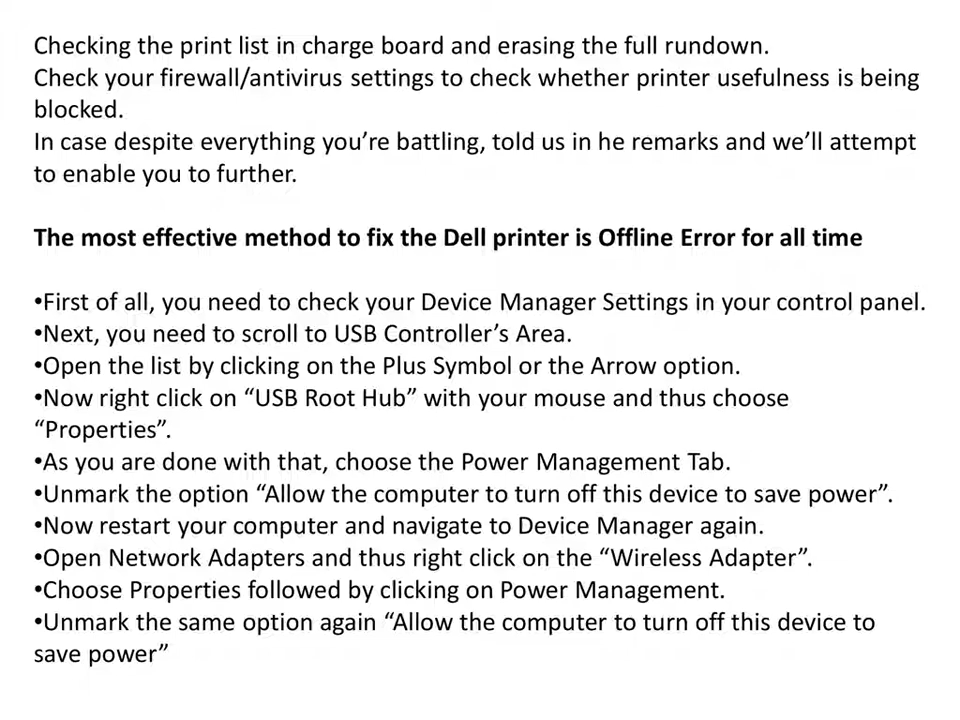 Checking the print list in charge board and erasing the full rundown.
Check your firewall/antivirus settings to check whether printer usefulness is being
blocked.
In case despite everything you’re battling, told us in he remarks and we’ll attempt
to enable you to further.
The most effective method to fix the Dell printer is Offline Error for all time
•First of all, you need to check your Device Manager Settings in your control panel.
•Next, you need to scroll to USB Controller’s Area.
•Open the list by clicking on the Plus Symbol or the Arrow option.
•Now right click on “USB Root Hub” with your mouse and thus choose
“Properties”.
•As you are done with that, choose the Power Management Tab.
•Unmark the option “Allow the computer to turn off this device to save power”.
•Now restart your computer and navigate to Device Manager again.
•Open Network Adapters and thus right click on the “Wireless Adapter”.
•Choose Properties followed by clicking on Power Management.
•Unmark the same option again “Allow the computer to turn off this device to
save power”